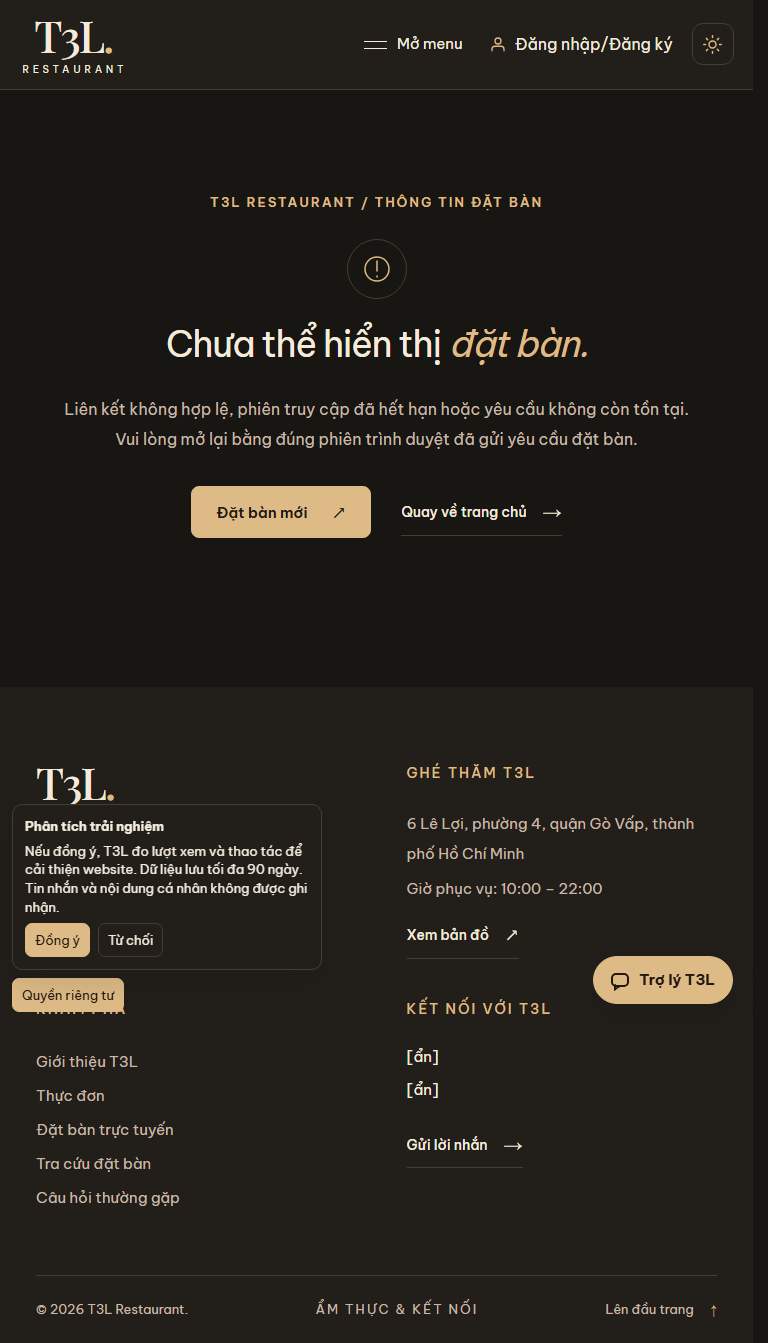 T3L.
RESTAURANT
Mở menu
Đăng nhập/Đăng ký
T3L RESTAURANT / THÔNG TIN ĐẶT BÀN
Chưa thể hiển thị đặt bàn.
Liên kết không hợp lệ, phiên truy cập đã hết hạn hoặc yêu cầu không còn tồn tại.
Vui lòng mở lại bằng đúng phiên trình duyệt đã gửi yêu cầu đặt bàn.
Đặt bàn mới ↗
Quay về trang chủ →
T3L.
Phân tích trải nghiệm
Nếu đồng ý, T3L đo lượt xem và thao tác để
cải thiện website. Dữ liệu lưu tối đa 90 ngày.
Tin nhắn và nội dung cá nhân không được ghi
nhận.
Đồng ý
Từ chối
Quyền riêng tư
Giới thiệu T3L
Thực đơn
Đặt bàn trực tuyến
Tra cứu đặt bàn
Câu hỏi thường gặp
GHÉ THĂM T3L
6 Lê Lợi, phường 4, quận Gò Vấp, thành
phố Hồ Chí Minh
Giờ phục vụ: 10:00 – 22:00
Xem bản đồ ↗
KẾT NỐI VỚI T3L
[ẩn]
[ẩn]
Gửi lời nhắn →
Trợ lý T3L
© 2026 T3L Restaurant.
ẨM THỰC & KẾT NỐI
Lên đầu trang ↑